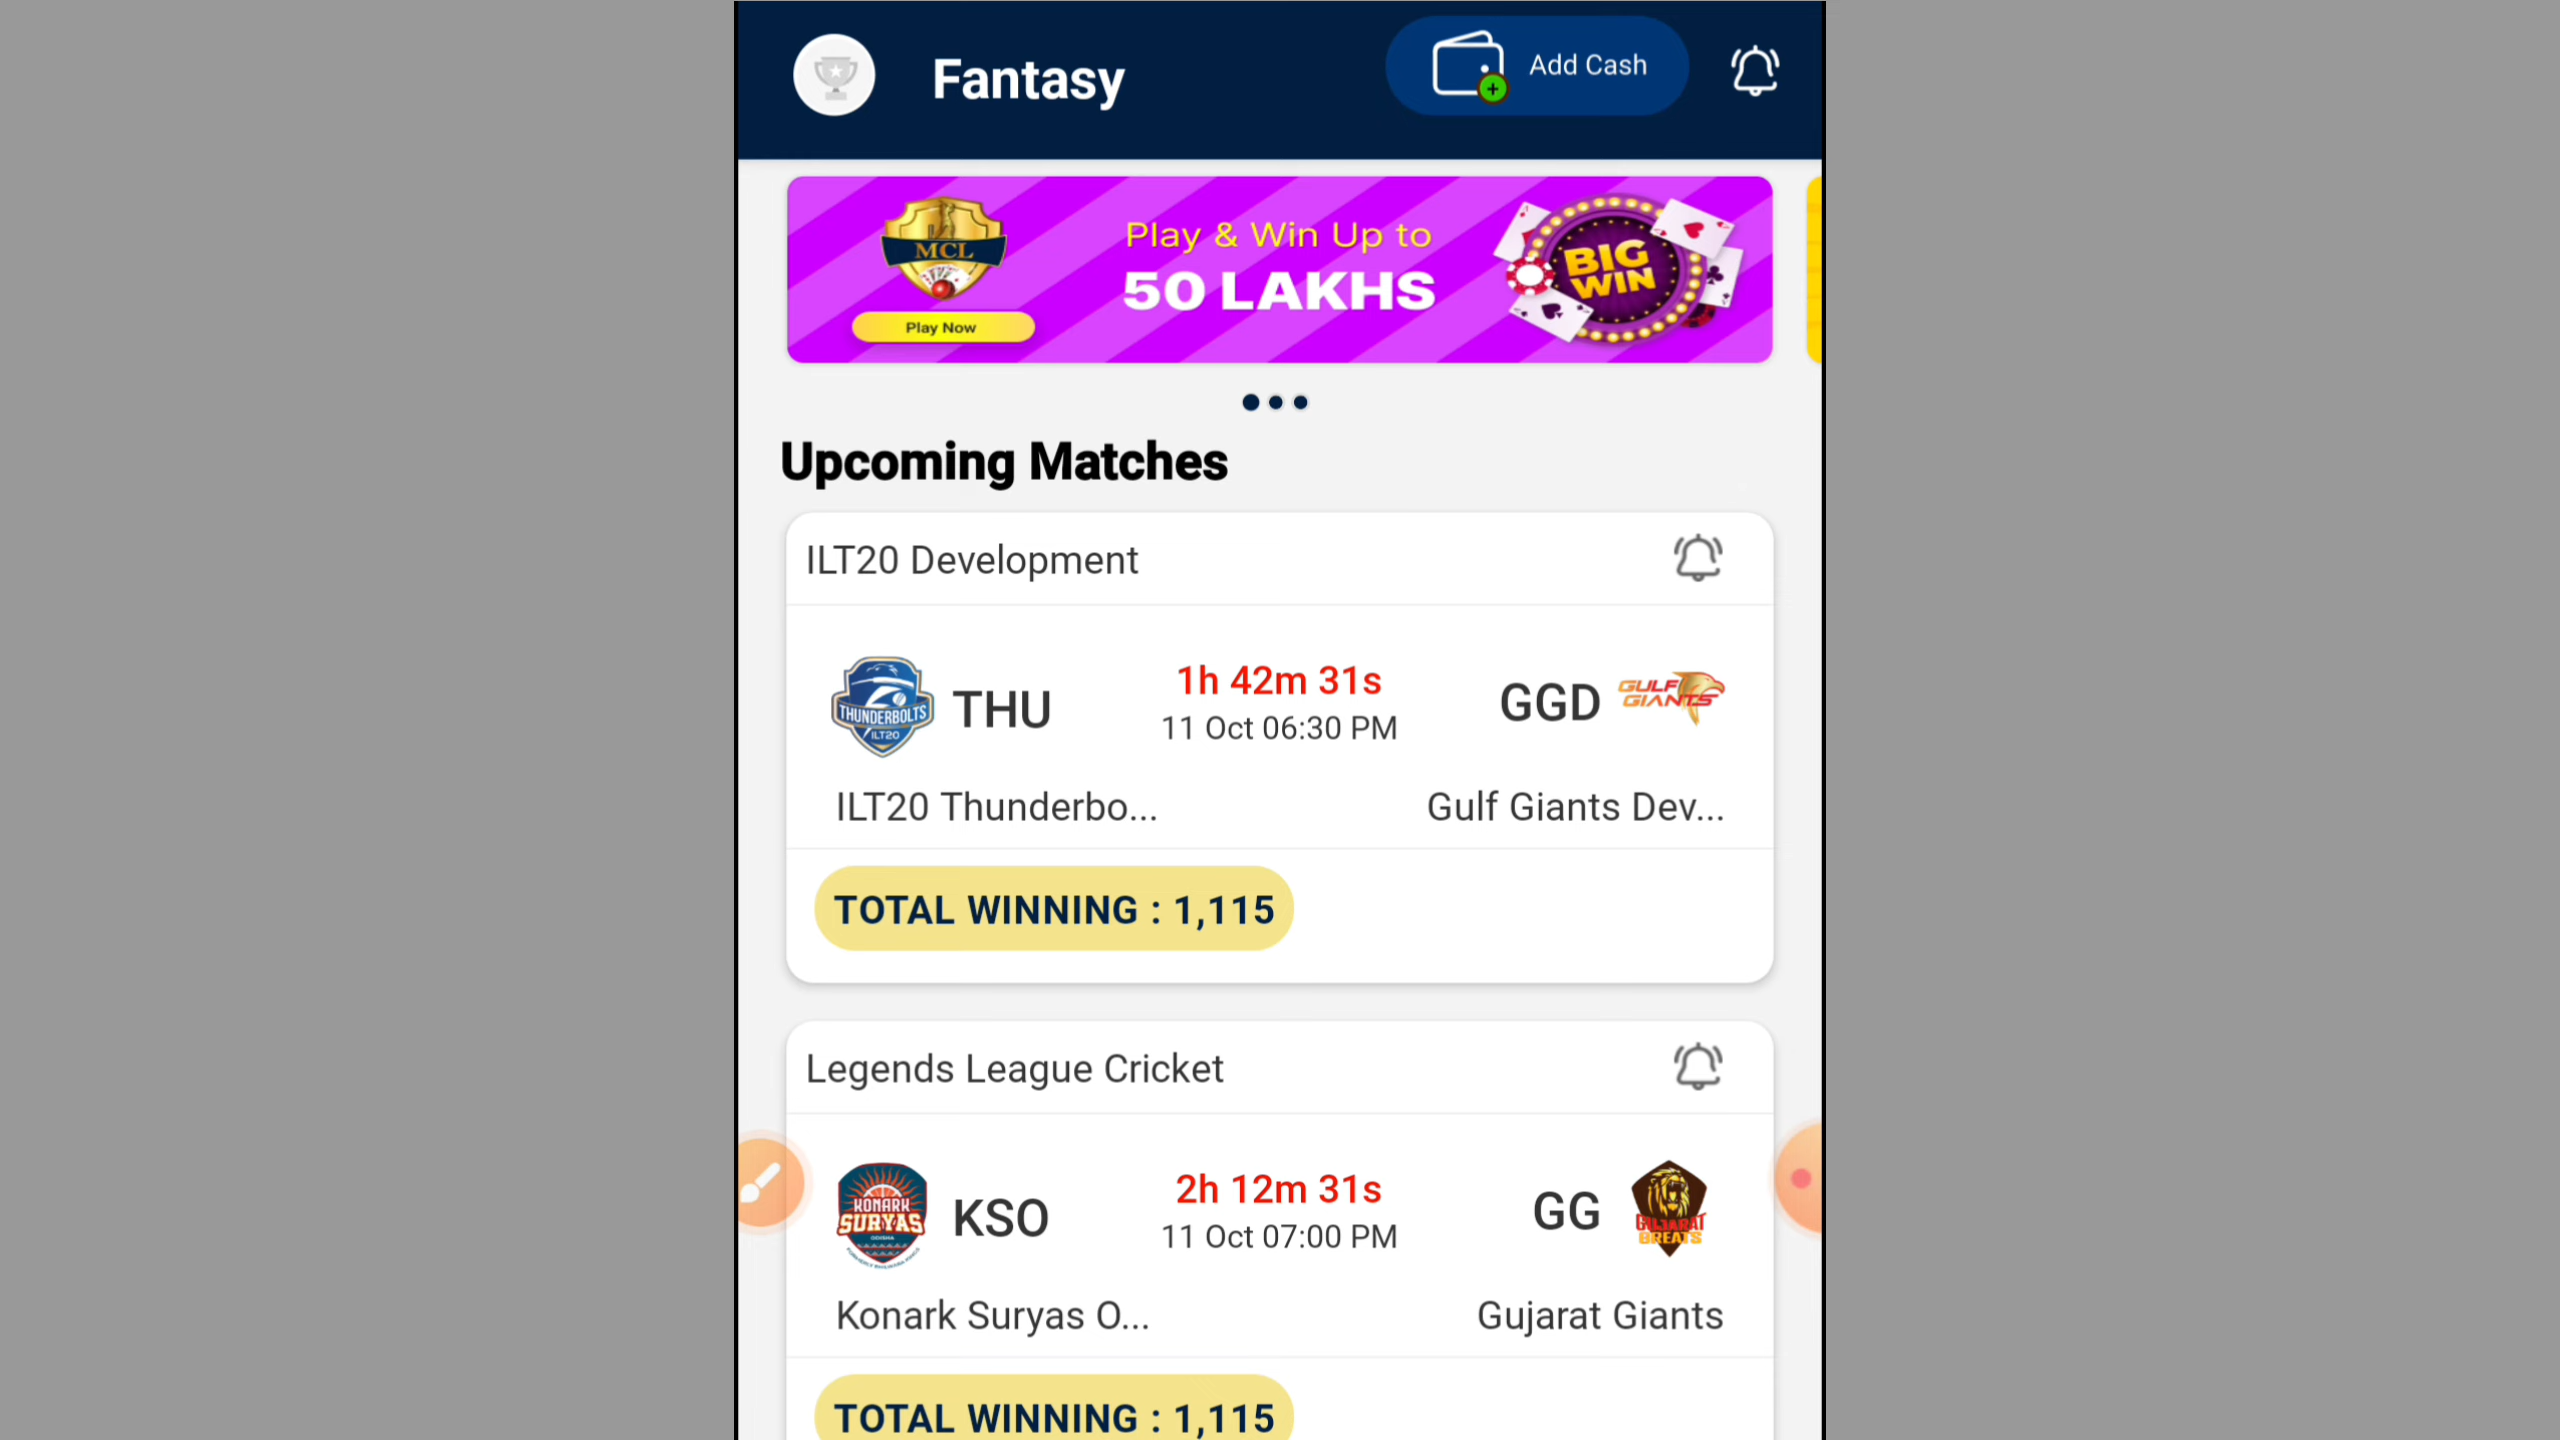 Fantasy
Add Cash
MCL
Play Now
Play & Win Up to
50 LAKHS
BIG
WIN
Upcoming Matches
ILT20 Development
THUNDERBOLTS
ILT20
THU
1h 42m 31s
11 Oct 06:30 PM
GGD
GULF
GIANTS
ILT20 Thunderbo...
Gulf Giants Dev...
TOTAL WINNING : 1,115
Legends League Cricket
KONARK
SURYAS
ODISHA
KSO
2h 12m 31s
11 Oct 07:00 PM
GG
GUJARAT
GREATS
Konark Suryas O...
Gujarat Giants
TOTAL WINNING : 1,115